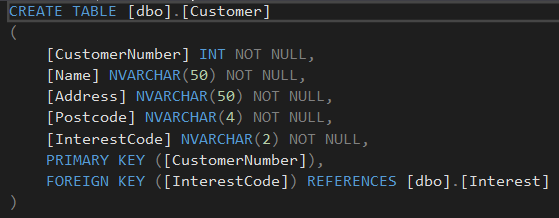 CREATE TABLE [dbo].[Customer]
(
[CustomerNumber] INT NOT NULL,
[Name] NVARCHAR(50) NOT NULL,
[Address] NVARCHAR(50) NOT NULL,
[Postcode] NVARCHAR(4) NOT NULL,
[InterestCode] NVARCHAR(2) NOT NULL,
PRIMARY KEY ([CustomerNumber]),
FOREIGN KEY ([InterestCode]) REFERENCES [dbo].[Interest]
)